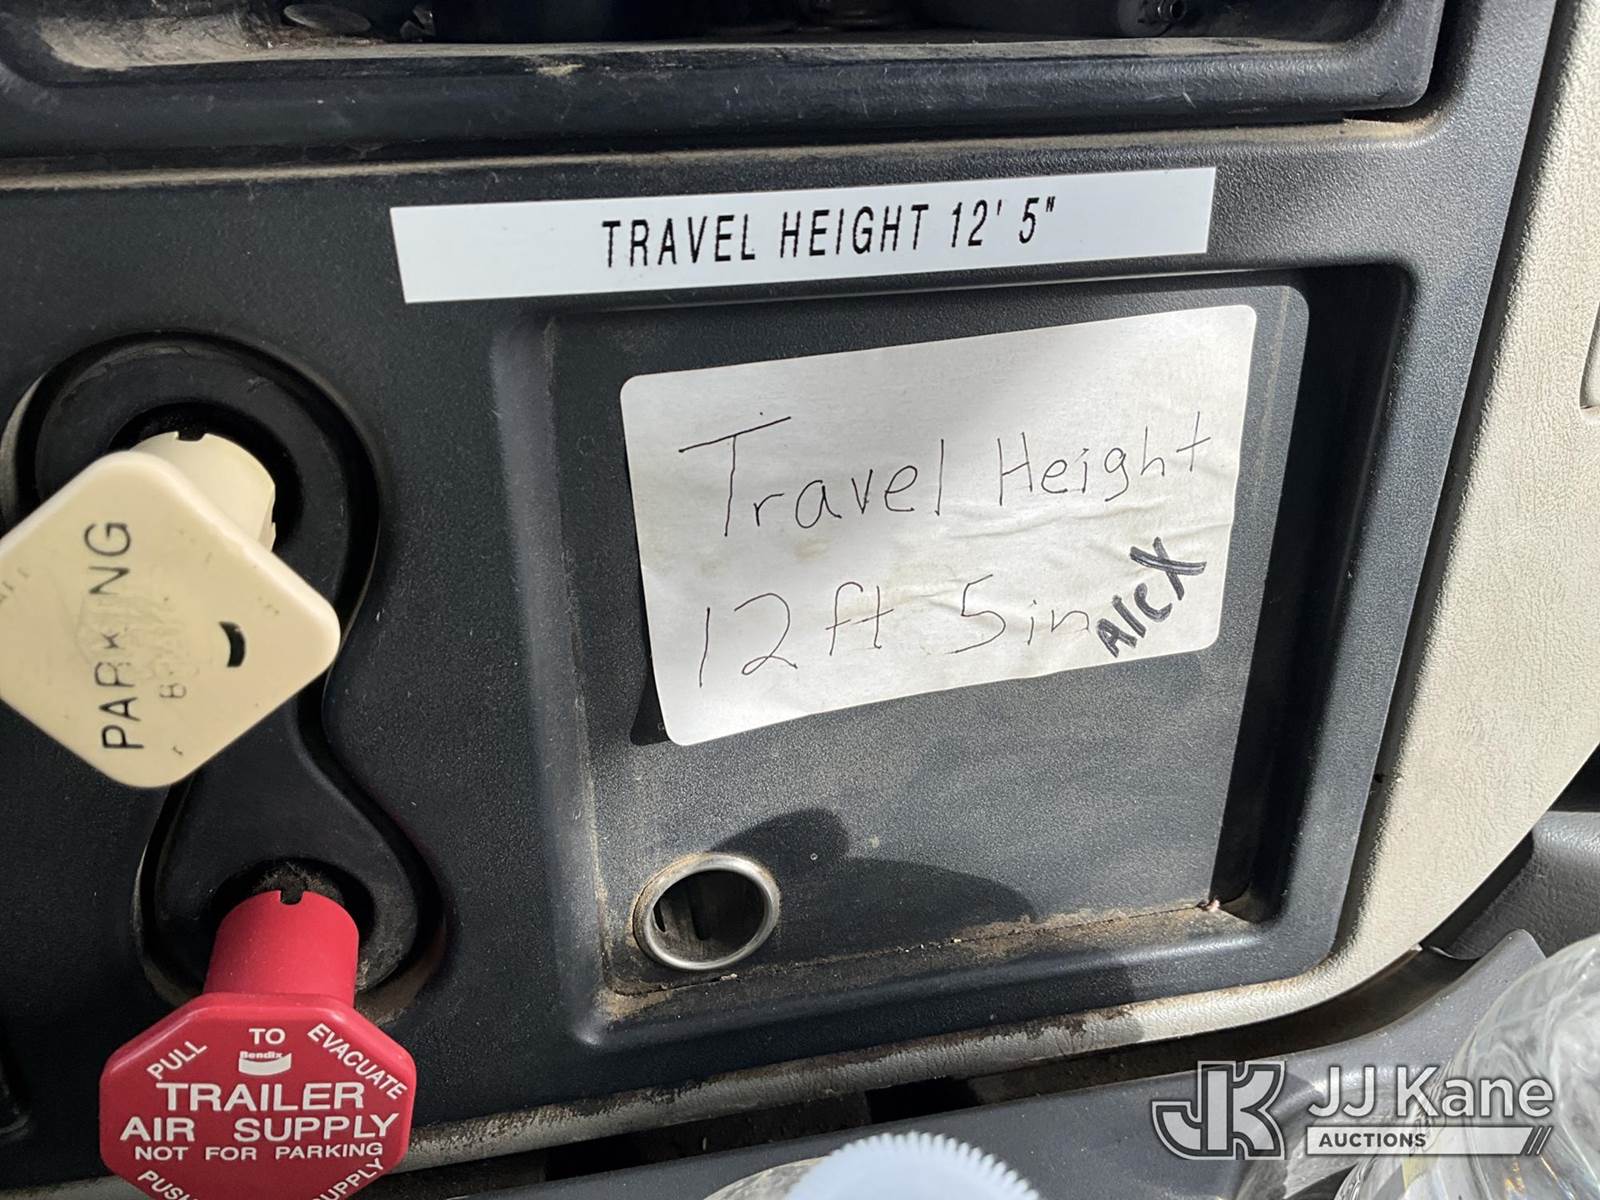 TRAVEL HEIGHT 12' 5"
Travel Height
12 ft 5 in
PARKING
PULL TO EVACUATE
Bendix
TRAILER
AIR SUPPLY
NOT FOR PARKING
JJ Kane
AUCTIONS